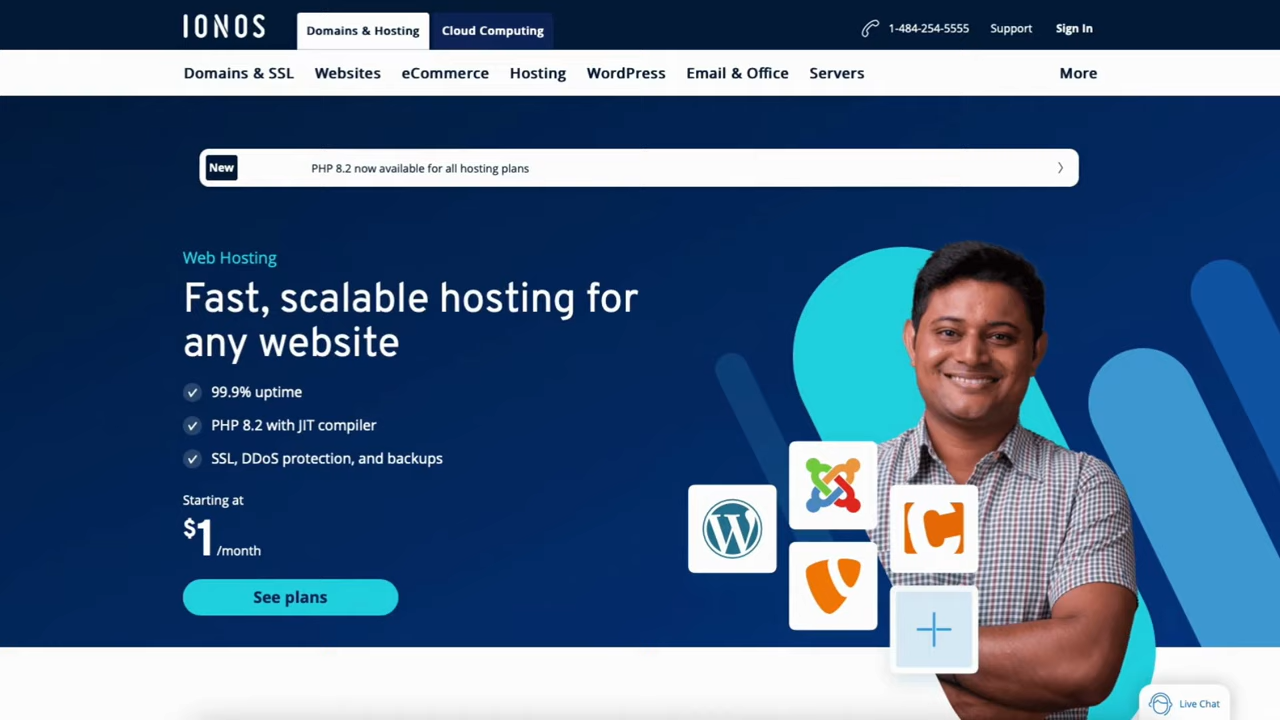 IONOS
Domains & Hosting
Cloud Computing
1-484-254-5555
Support
Sign In
Domains & SSL
Websites
eCommerce
Hosting
WordPress
Email & Office
Servers
More
New
PHP 8.2 now available for all hosting plans
Web Hosting
Fast, scalable hosting for
any website
99.9% uptime
PHP 8.2 with JIT compiler
SSL, DDoS protection, and backups
Starting at
$1/month
See plans
Live Chat